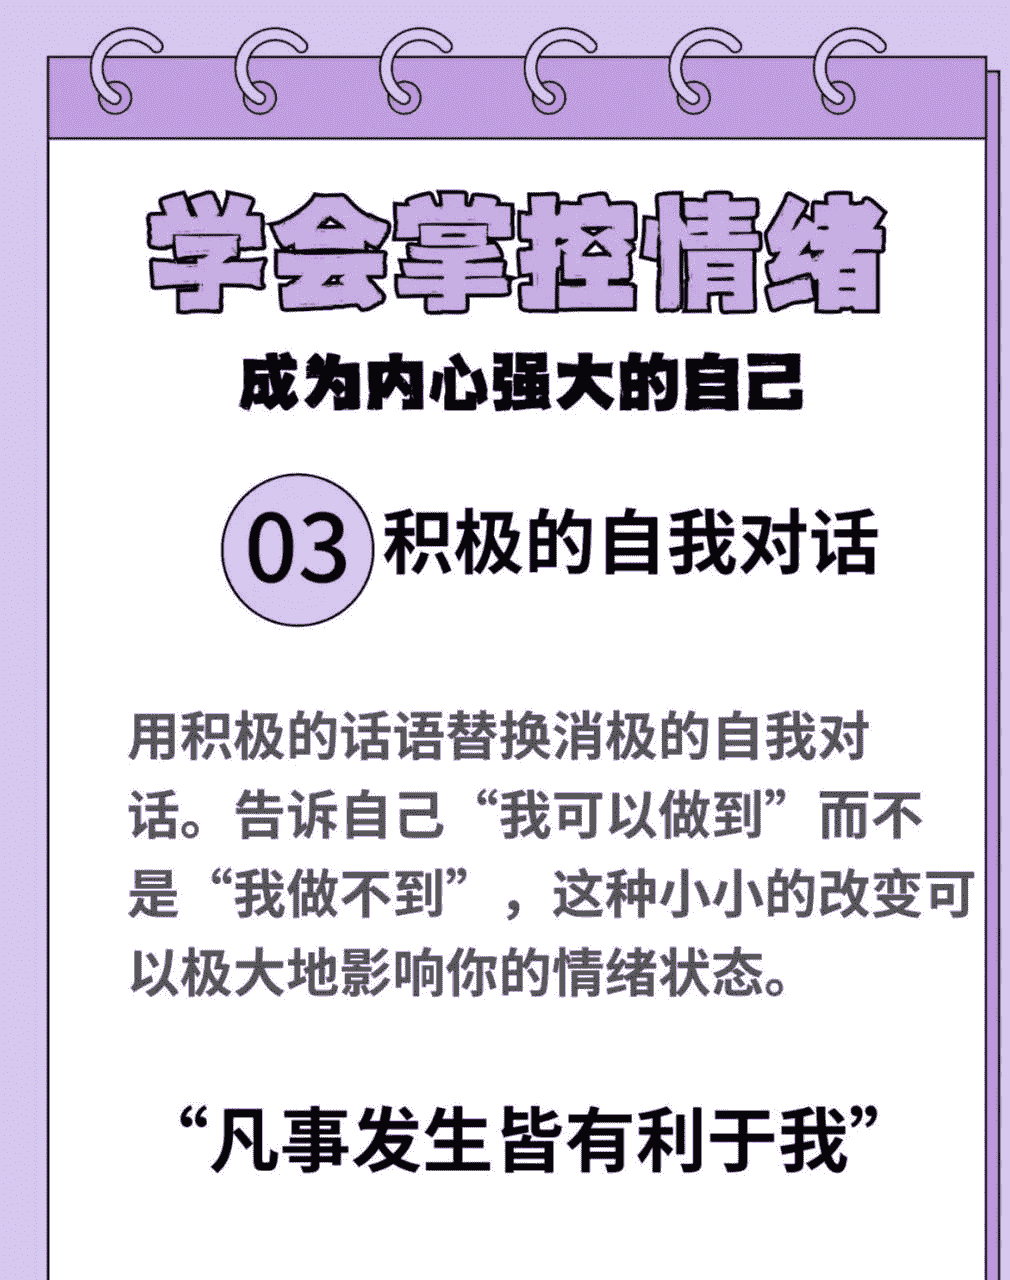 学会掌控情绪
成为内心强大的自己
03 积极的自我对话
用积极的话语替换消极的自我对
话。告诉自己“我可以做到”而不
是“我做不到”，这种小小的改变可
以极大地影响你的情绪状态。
“凡事发生皆有利于我”